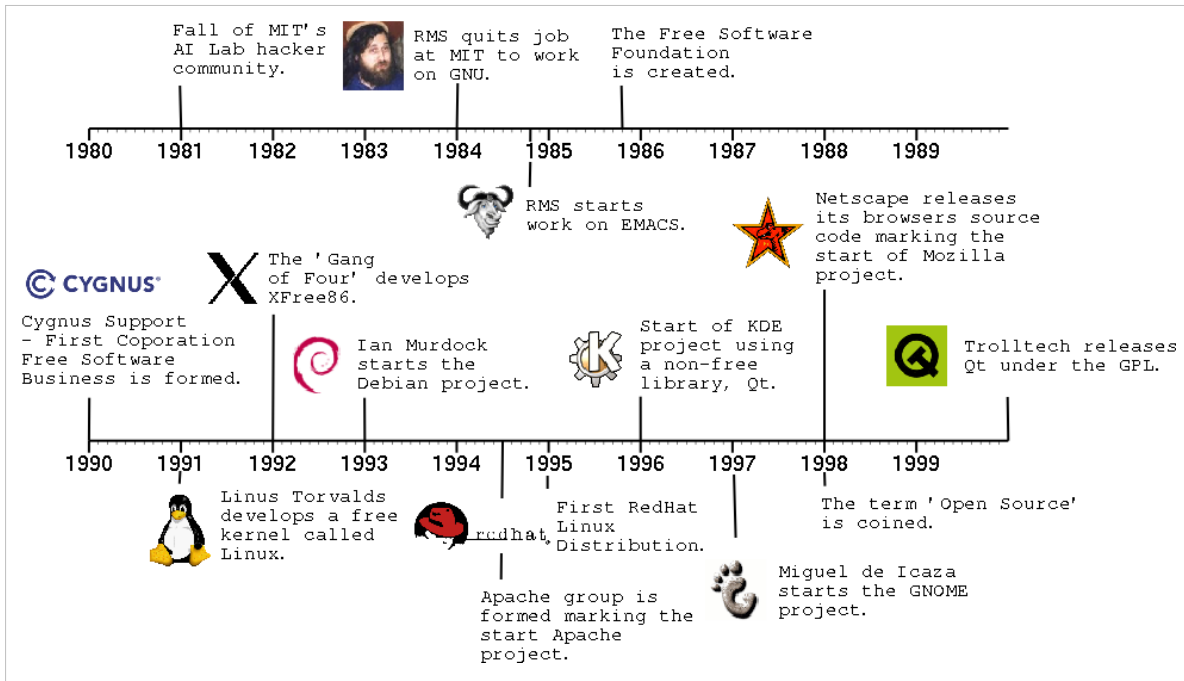 Fall of MIT's
AI Lab hacker
community.
RMS quits job
at MIT to work
on GNU.
The Free Software
Foundation
is created.
1980 1981 1982 1983 1984 1985 1986 1987 1988 1989
RMS starts
work on EMACS.
Netscape releases
its browsers source
code marking the
start of Mozilla
project.
CYGNUS
Cygnus Support
- First Coporation
Free Software
Business is formed.
X
The 'Gang
of Four' develops
XFree86.
Ian Murdock
starts the
Debian project.
K
Start of KDE
project using
a non-free
library, Qt.
Trolltech releases
Qt under the GPL.
1990 1991 1992 1993 1994 1995 1996 1997 1998 1999
Linus Torvalds
develops a free
kernel called
Linux.
redhat
First RedHat
Linux
Distribution.
The term 'Open Source'
is coined.
Apache group is
formed marking the
start Apache
project.
Miguel de Icaza
starts the GNOME
project.